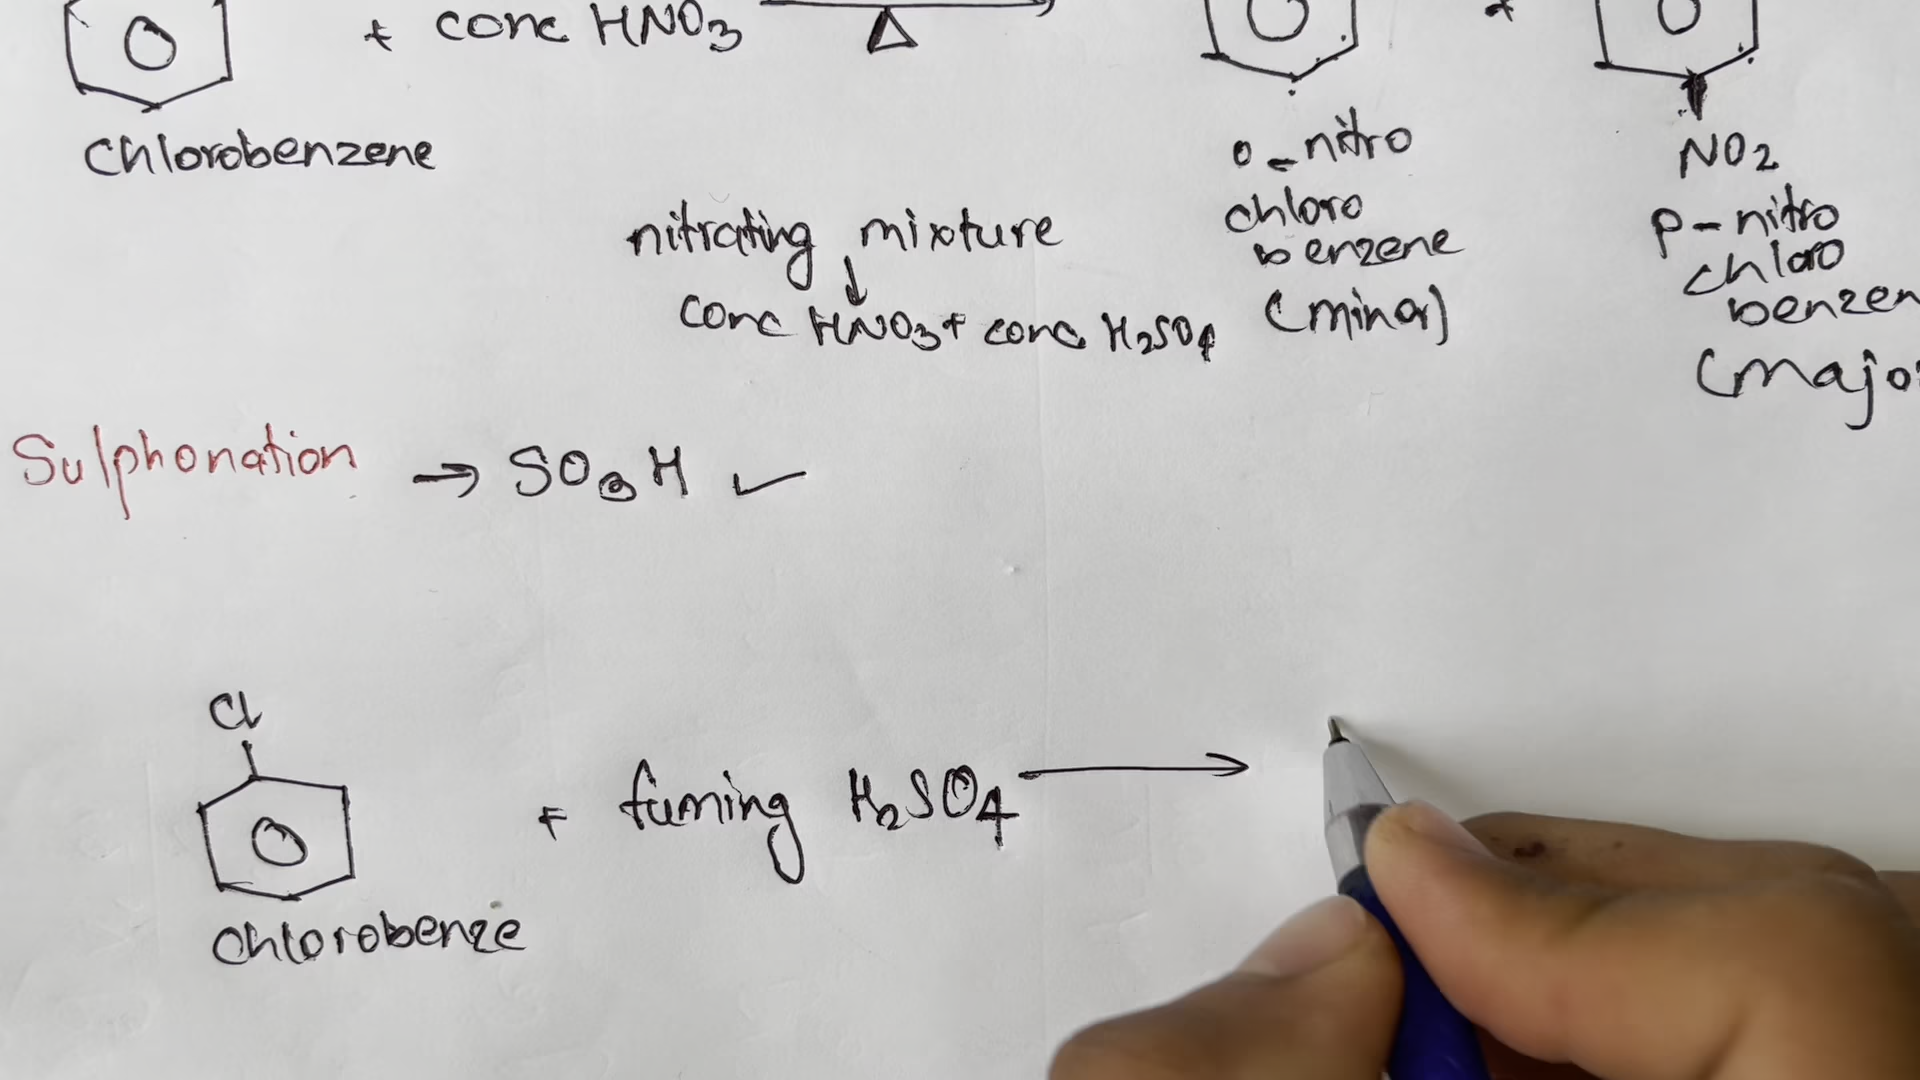 + conc HNO3
Δ
+
chlorobenzene
o-nitro
chloro
benzene
(minor)
NO2
p-nitro
chloro
benzen
(major
nitrating mixture
↓
conc HNO3 + conc H2SO4
Sulphonation → SO3H ✓
Cl
+ fuming H2SO4 →
chlorobenze